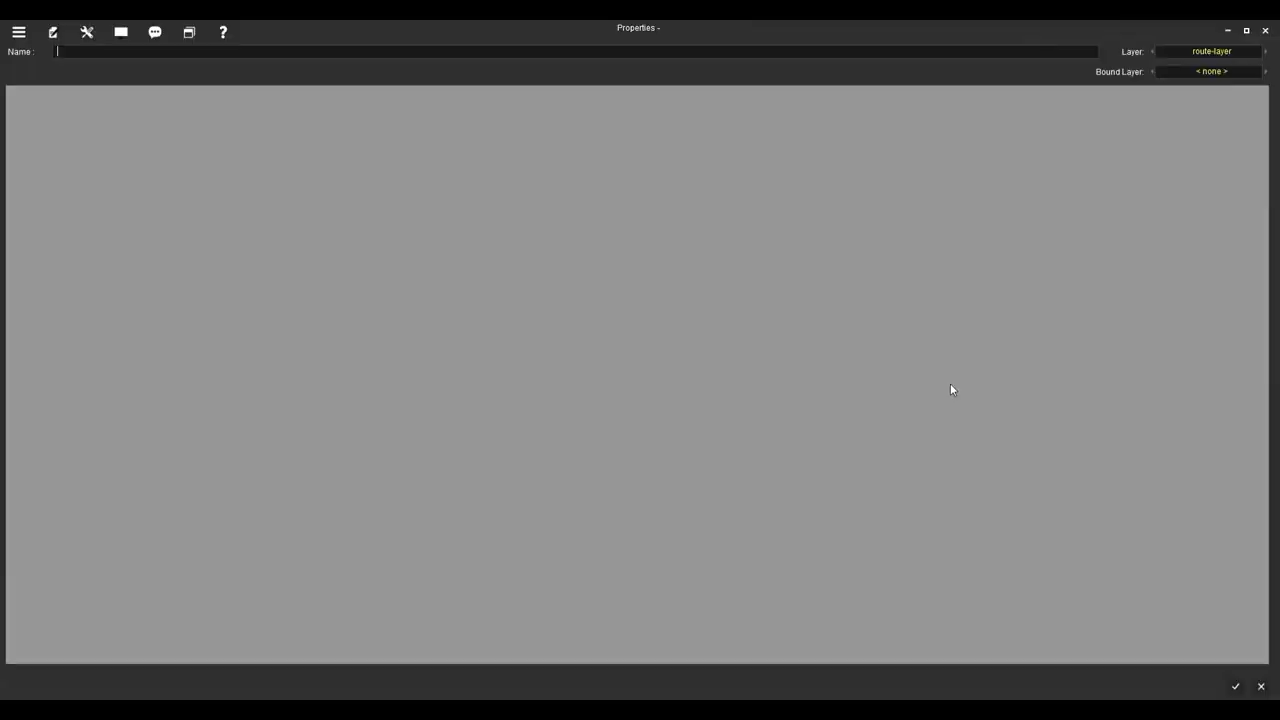 Properties -
Name :
Layer: route-layer
Bound Layer: < none >